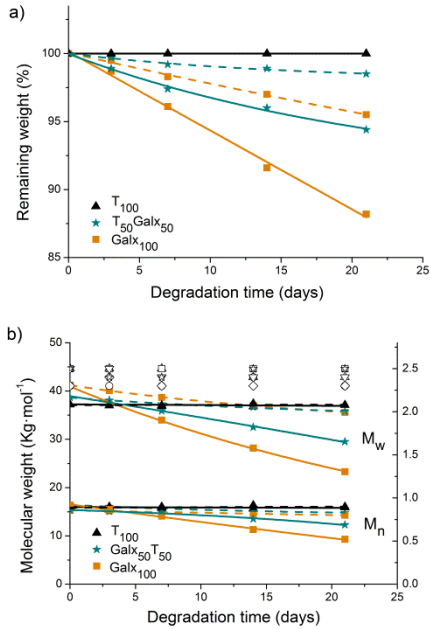 a)
Remaining weight (%)
100
95
90
85
T100
T50Galx50
Galx100
0 5 10 15 20 25
Degradation time (days)
b)
Molecular weight (Kg·mol-1)
50
40
30
20
10
0
2.5
2.0
1.5
1.0
0.5
0.0
Mw
Mn
T100
Galx50T50
Galx100
0 5 10 15 20 25
Degradation time (days)